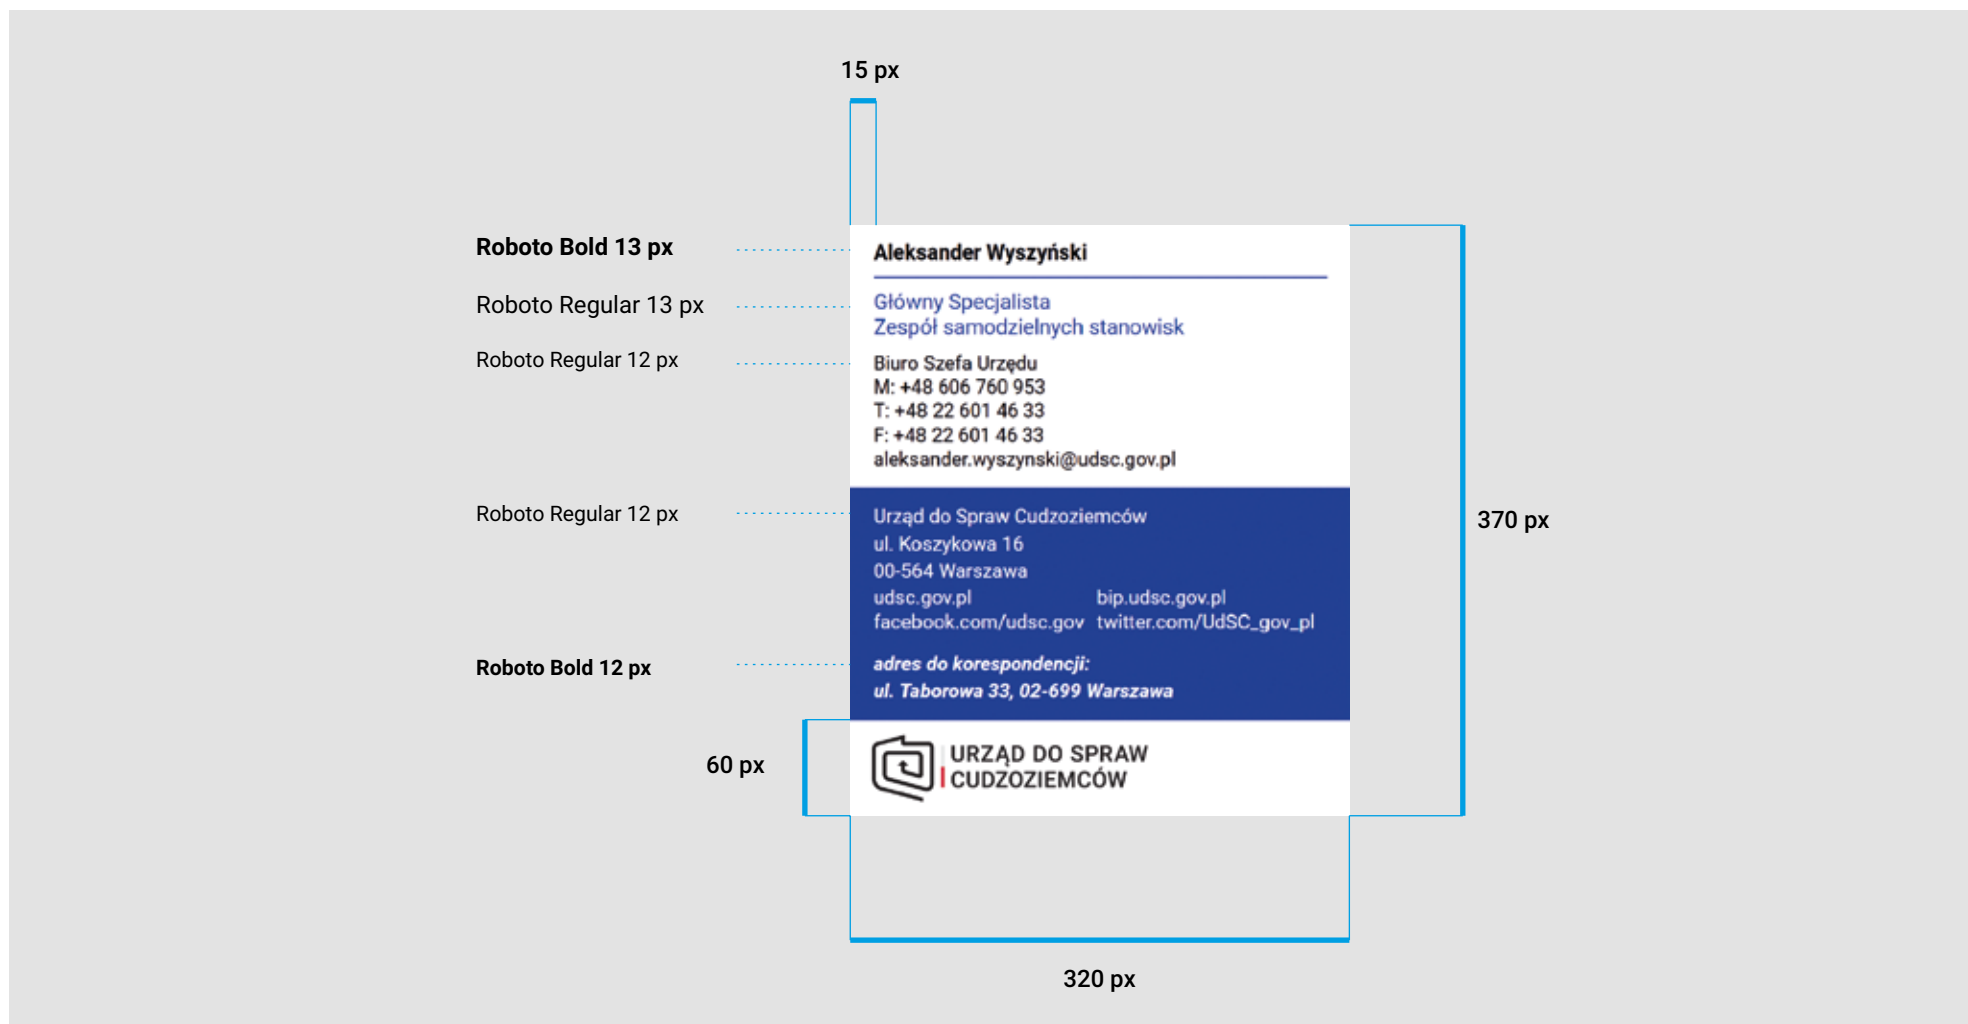 15 px
Roboto Bold 13 px
Aleksander Wyszyński
Roboto Regular 13 px
Główny Specjalista
Zespół samodzielnych stanowisk
Roboto Regular 12 px
Biuro Szefa Urzędu
M: +48 606 760 953
T: +48 22 601 46 33
F: +48 22 601 46 33
aleksander.wyszynski@udsc.gov.pl
Roboto Regular 12 px
Urząd do Spraw Cudzoziemców
370 px
ul. Koszykowa 16
00-564 Warszawa
udsc.gov.pl bip.udsc.gov.pl
facebook.com/udsc.gov twitter.com/UdSC_gov_pl
Roboto Bold 12 px
adres do korespondencji:
ul. Taborowa 33, 02-699 Warszawa
60 px
URZĄD DO SPRAW
CUDZOZIEMCÓW
320 px